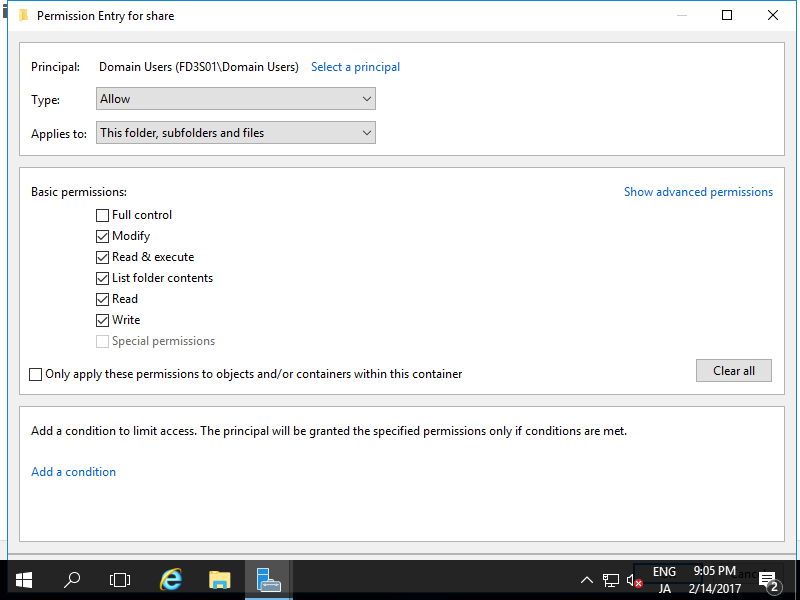 Permission Entry for share
Principal: Domain Users (FD3S01\Domain Users) Select a principal
Type: Allow
Applies to: This folder, subfolders and files
Basic permissions: Show advanced permissions
Full control
Modify
Read & execute
List folder contents
Read
Write
Special permissions
Only apply these permissions to objects and/or containers within this container
Clear all
Add a condition to limit access. The principal will be granted the specified permissions only if conditions are met.
Add a condition
ENG 9:05 PM
JA 2/14/2017 2